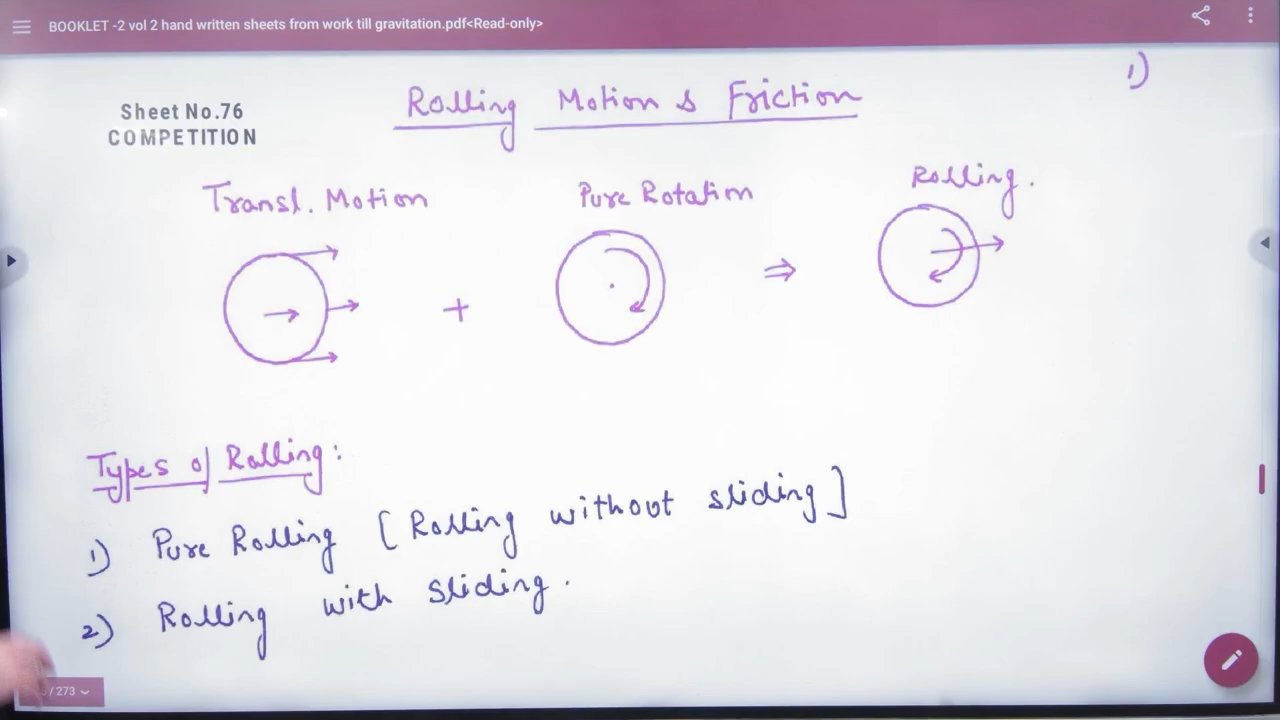 BOOKLET -2 vol 2 hand written sheets from work till gravitation.pdf<Read-only>
1)
Sheet No.76
COMPETITION
Rolling Motion & Friction
Transl. Motion
Pure Rotation
Rolling.
+
⇒
Types of Rolling:
1) Pure Rolling [Rolling without sliding]
2) Rolling with sliding.
/ 273